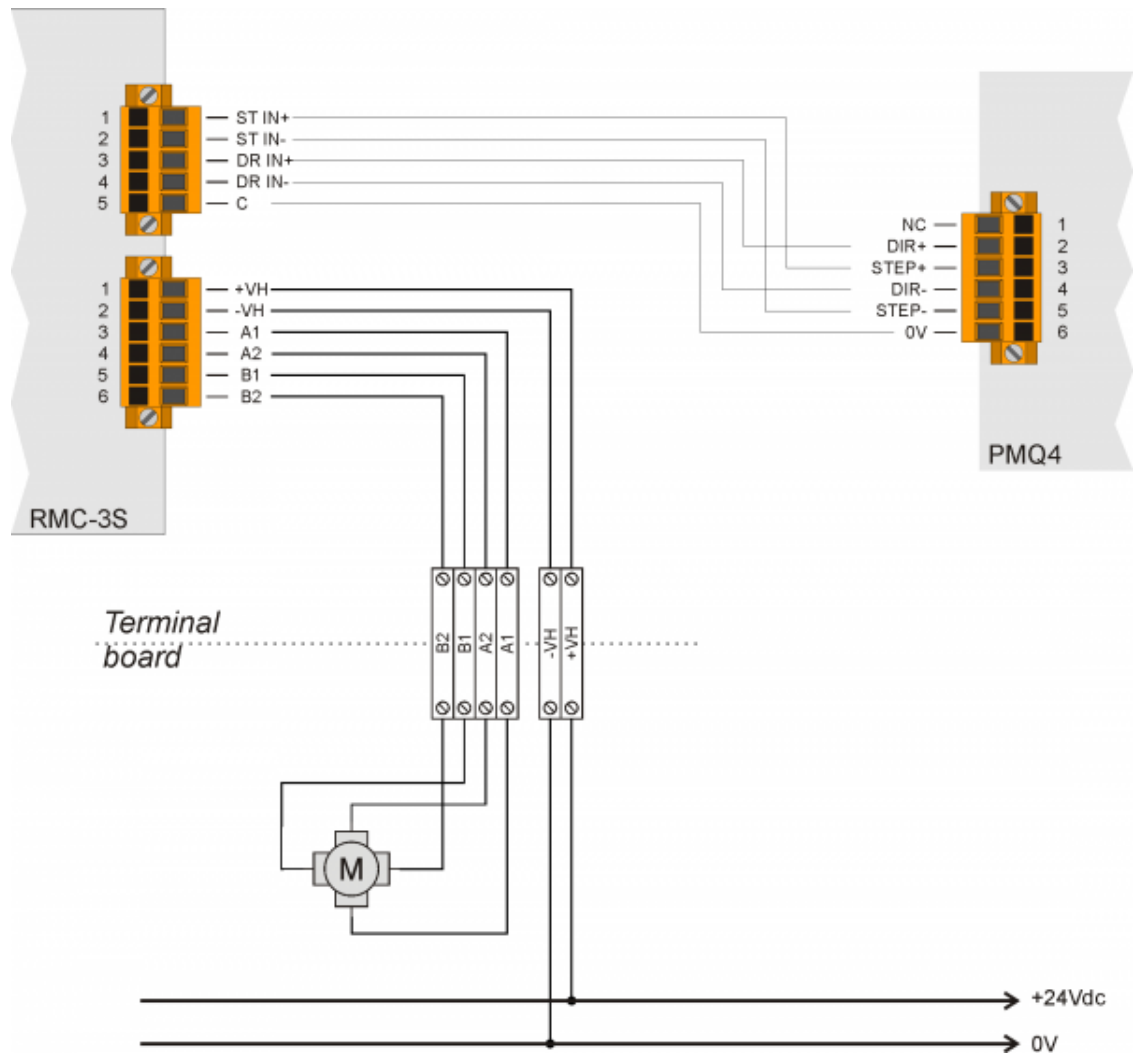 1 ST IN+
2 ST IN-
3 DR IN+
4 DR IN-
5 C
NC 1
DIR+ 2
STEP+ 3
DIR- 4
STEP- 5
0V 6
1 +VH
2 -VH
3 A1
4 A2
5 B1
6 B2
PMQ4
RMC-3S
Terminal
board
B2
B1
A2
A1
-VH
+VH
M
+24Vdc
0V